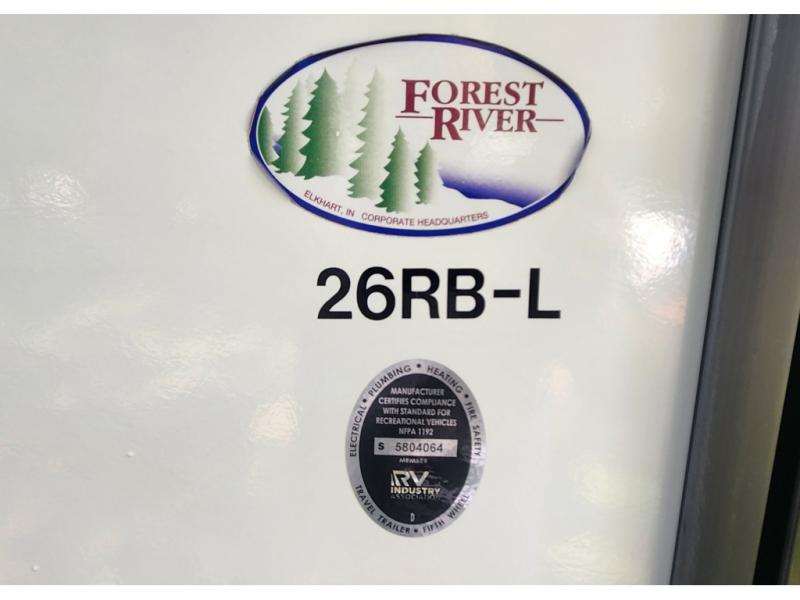 FOREST
RIVER
ELKHART, IN CORPORATE HEADQUARTERS
26RB-L
ELECTRICAL • PLUMBING • HEATING • FIRE SAFETY
MANUFACTURER
CERTIFIES COMPLIANCE
WITH STANDARD FOR
RECREATIONAL VEHICLES
NFPA 1192
S 5804064
MEMBER
RV
INDUSTRY
ASSOCIATION
D
TRAVEL TRAILER • FIFTH WHEEL